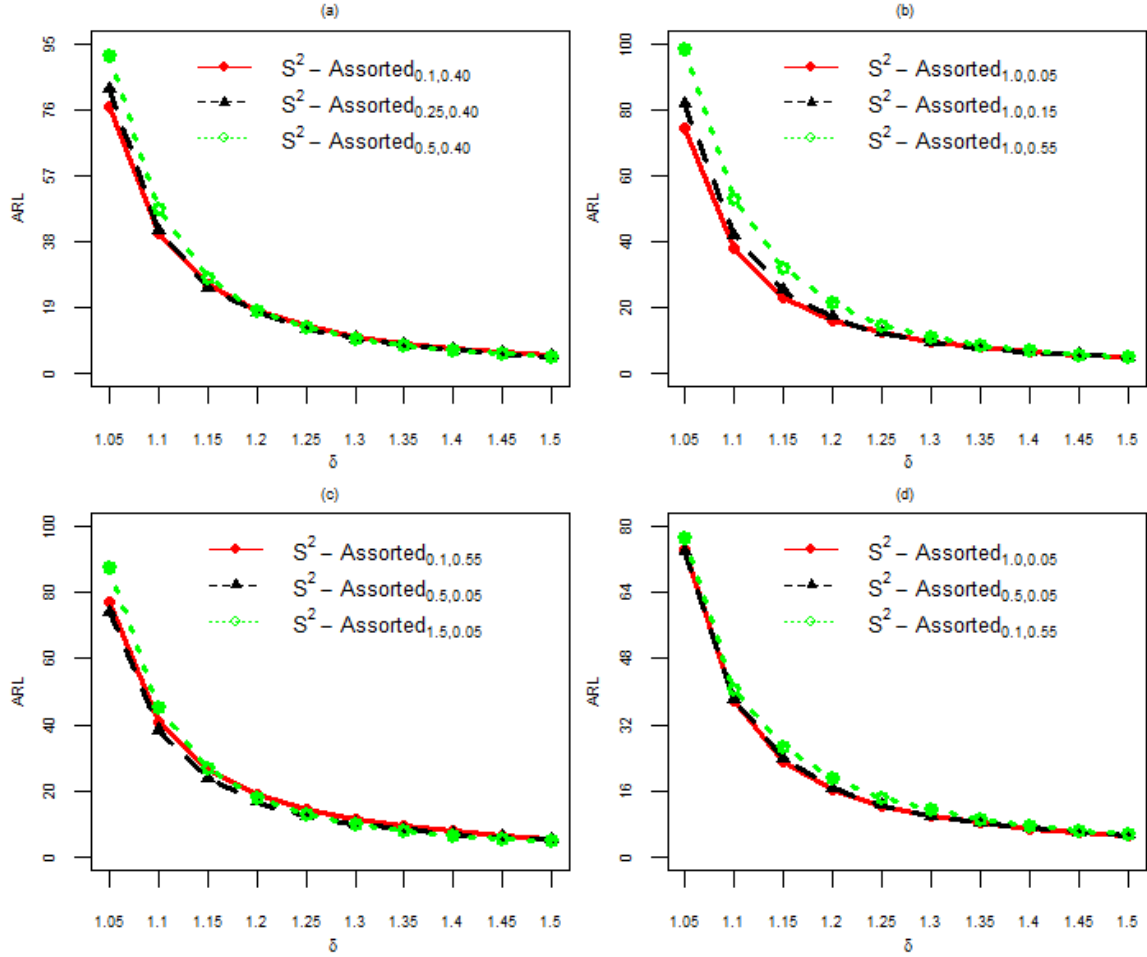 (a)
95
76
57
38
19
0
ARL
S² – Assorted0.1,0.40
S² – Assorted0.25,0.40
S² – Assorted0.5,0.40
1.05 1.1 1.15 1.2 1.25 1.3 1.35 1.4 1.45 1.5
δ
(b)
100
80
60
40
20
0
ARL
S² – Assorted1.0,0.05
S² – Assorted1.0,0.15
S² – Assorted1.0,0.55
1.05 1.1 1.15 1.2 1.25 1.3 1.35 1.4 1.45 1.5
δ
(c)
100
80
60
40
20
0
ARL
S² – Assorted0.1,0.55
S² – Assorted0.5,0.05
S² – Assorted1.5,0.05
1.05 1.1 1.15 1.2 1.25 1.3 1.35 1.4 1.45 1.5
δ
(d)
80
64
48
32
16
0
ARL
S² – Assorted1.0,0.05
S² – Assorted0.5,0.05
S² – Assorted0.1,0.55
1.05 1.1 1.15 1.2 1.25 1.3 1.35 1.4 1.45 1.5
δ